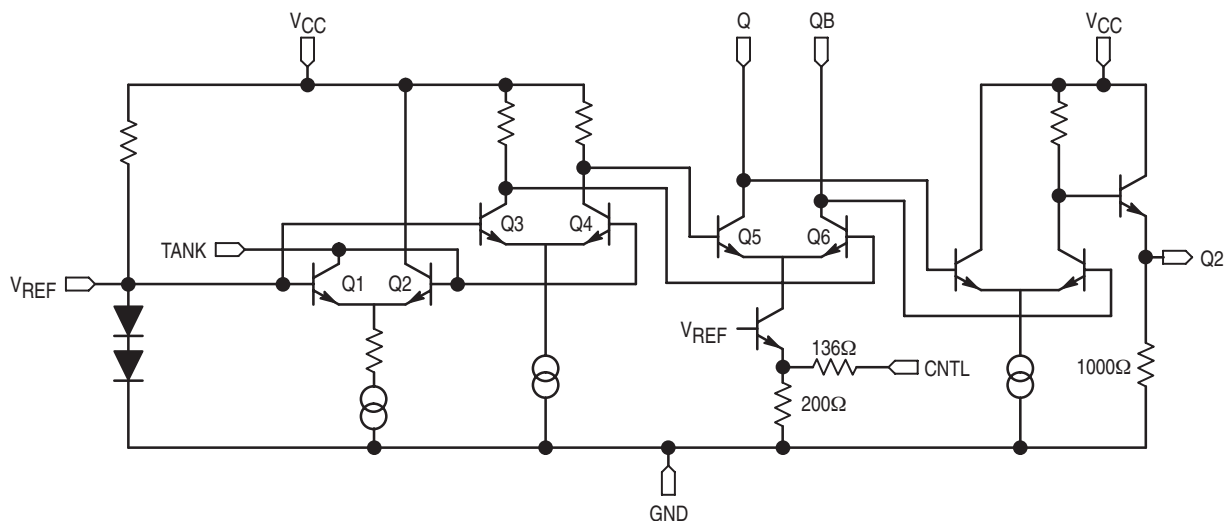 VCC
Q
QB
VCC
Q3
Q4
Q5
Q6
TANK
Q1
Q2
VREF
Q2
VREF
136Ω
CNTL
200Ω
1000Ω
GND